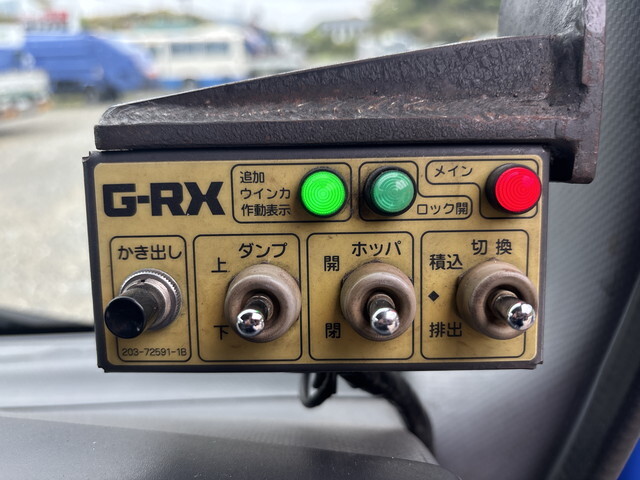 G-RX
追加
ウインカ
作動表示
メイン
ロック開
かき出し
203-72591-1B
ダンプ
上
下
ホッパ
開
閉
切換
積込
◆
排出